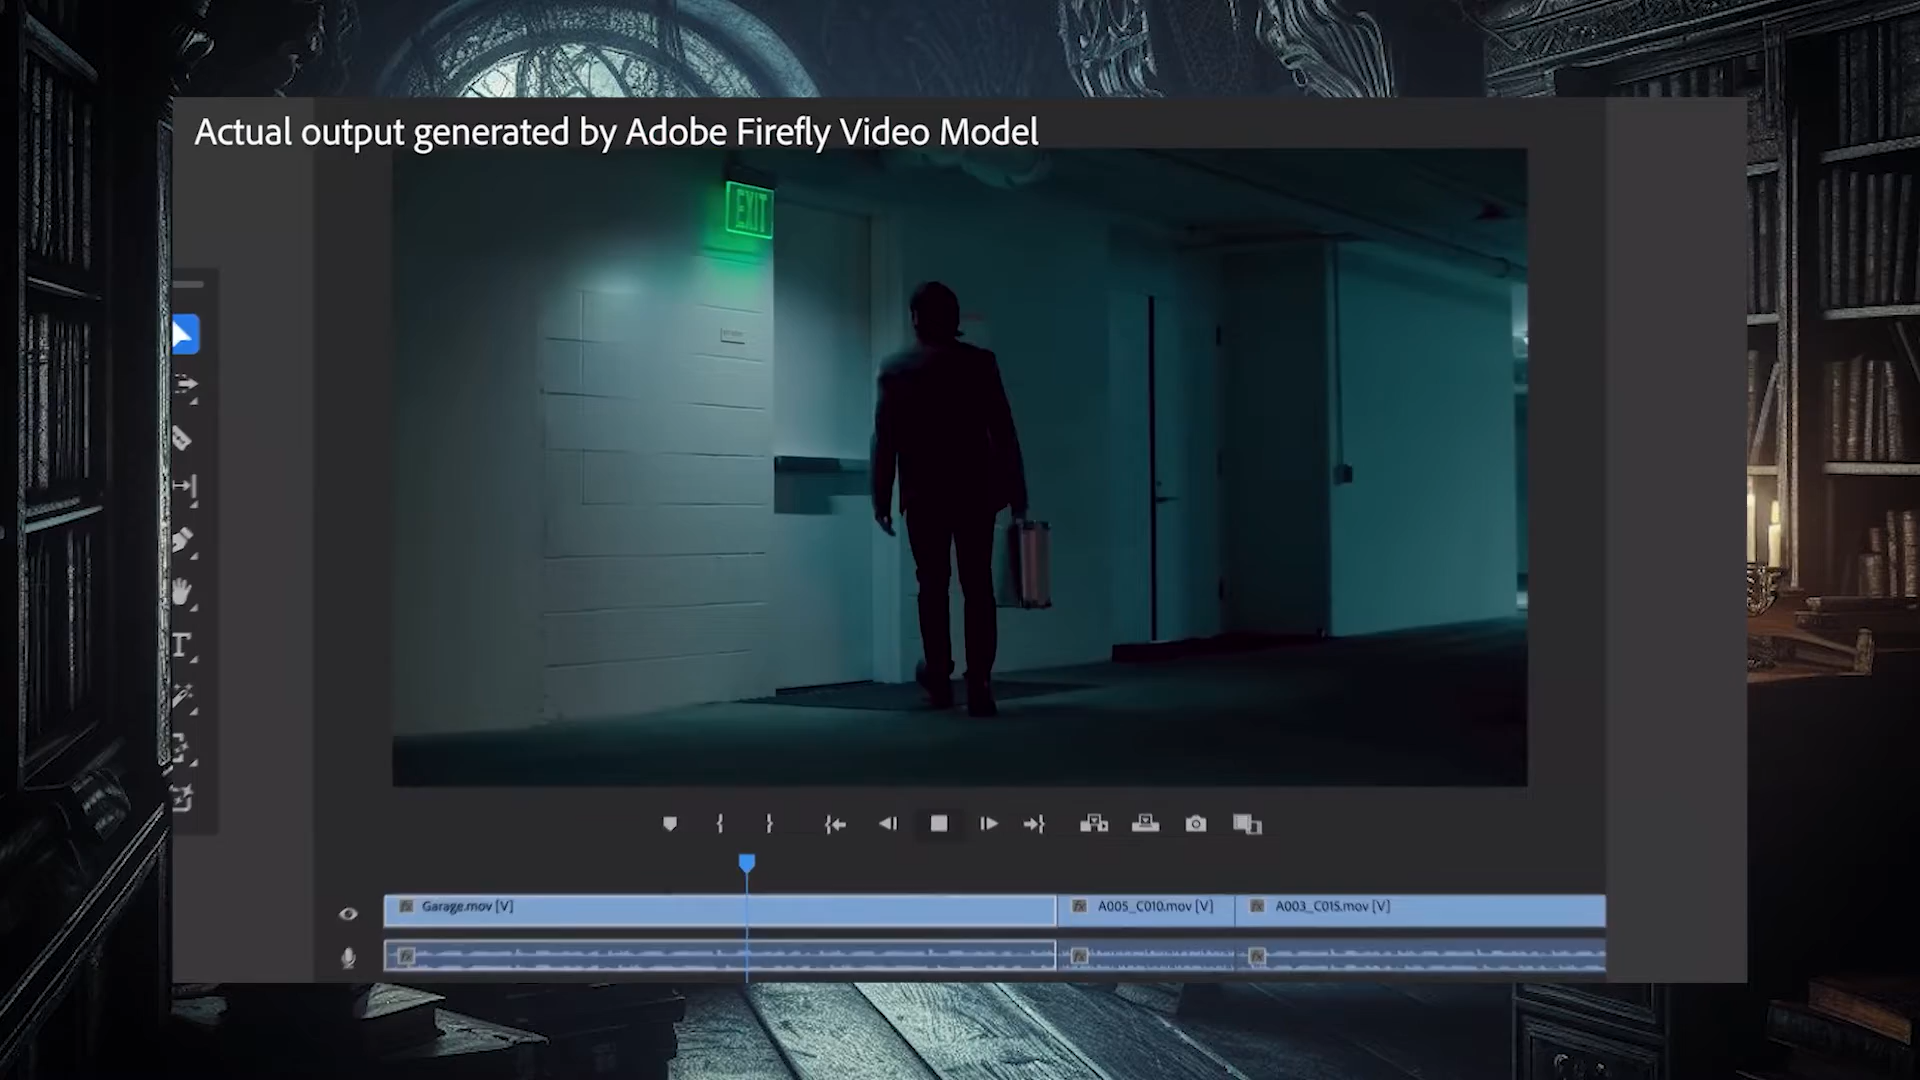 Actual output generated by Adobe Firefly Video Model
EXIT
Garage.mov [V]
A005_C010.mov [V]
A003_C015.mov [V]